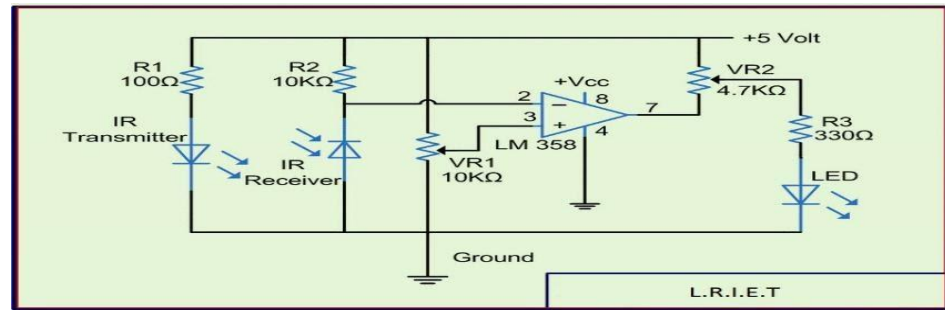 +5 Volt
R1
100Ω
R2
10KΩ
+Vcc
VR2
4.7KΩ
2
8
7
3
4
LM 358
R3
330Ω
IR
Transmitter
IR
Receiver
VR1
10KΩ
LED
Ground
L.R.I.E.T